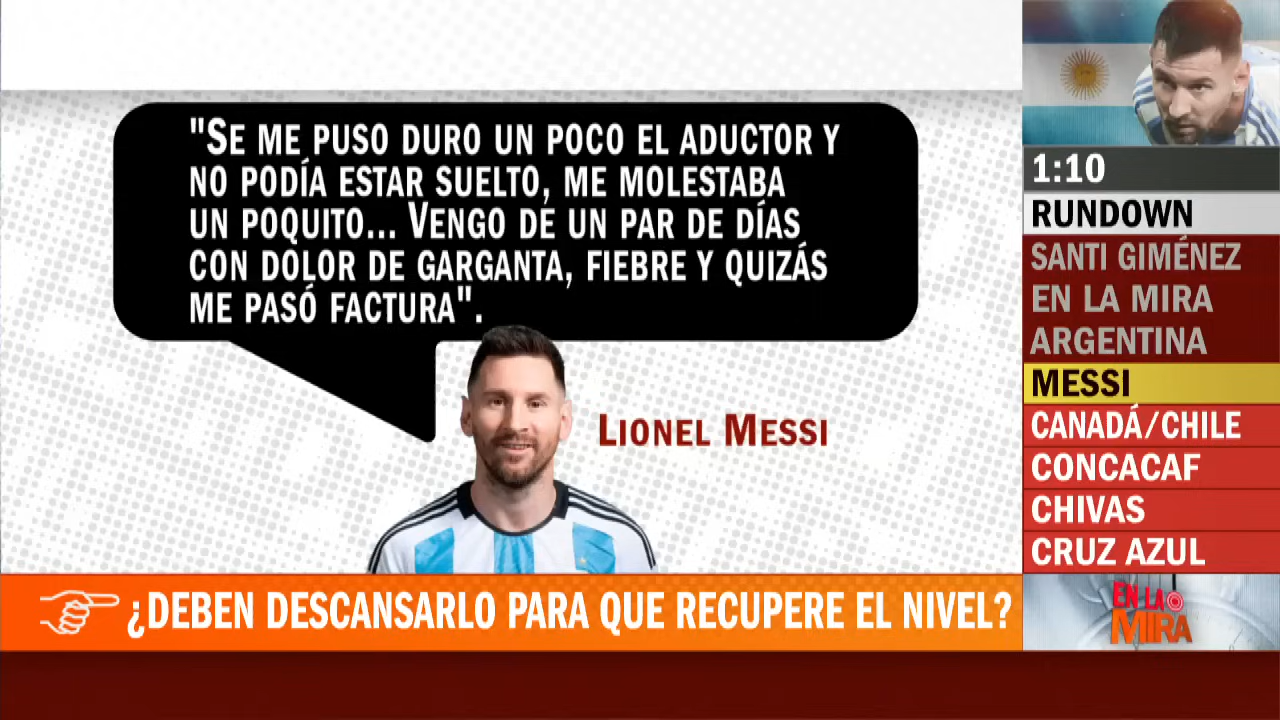 "SE ME PUSO DURO UN POCO EL ADUCTOR Y
NO PODÍA ESTAR SUELTO, ME MOLESTABA
UN POQUITO... VENGO DE UN PAR DE DÍAS
CON DOLOR DE GARGANTA, FIEBRE Y QUIZÁS
ME PASÓ FACTURA".
LIONEL MESSI
¿DEBEN DESCANSARLO PARA QUE RECUPERE EL NIVEL?
1:10
RUNDOWN
SANTI GIMÉNEZ
EN LA MIRA
ARGENTINA
MESSI
CANADÁ/CHILE
CONCACAF
CHIVAS
CRUZ AZUL
EN LA
MIRA